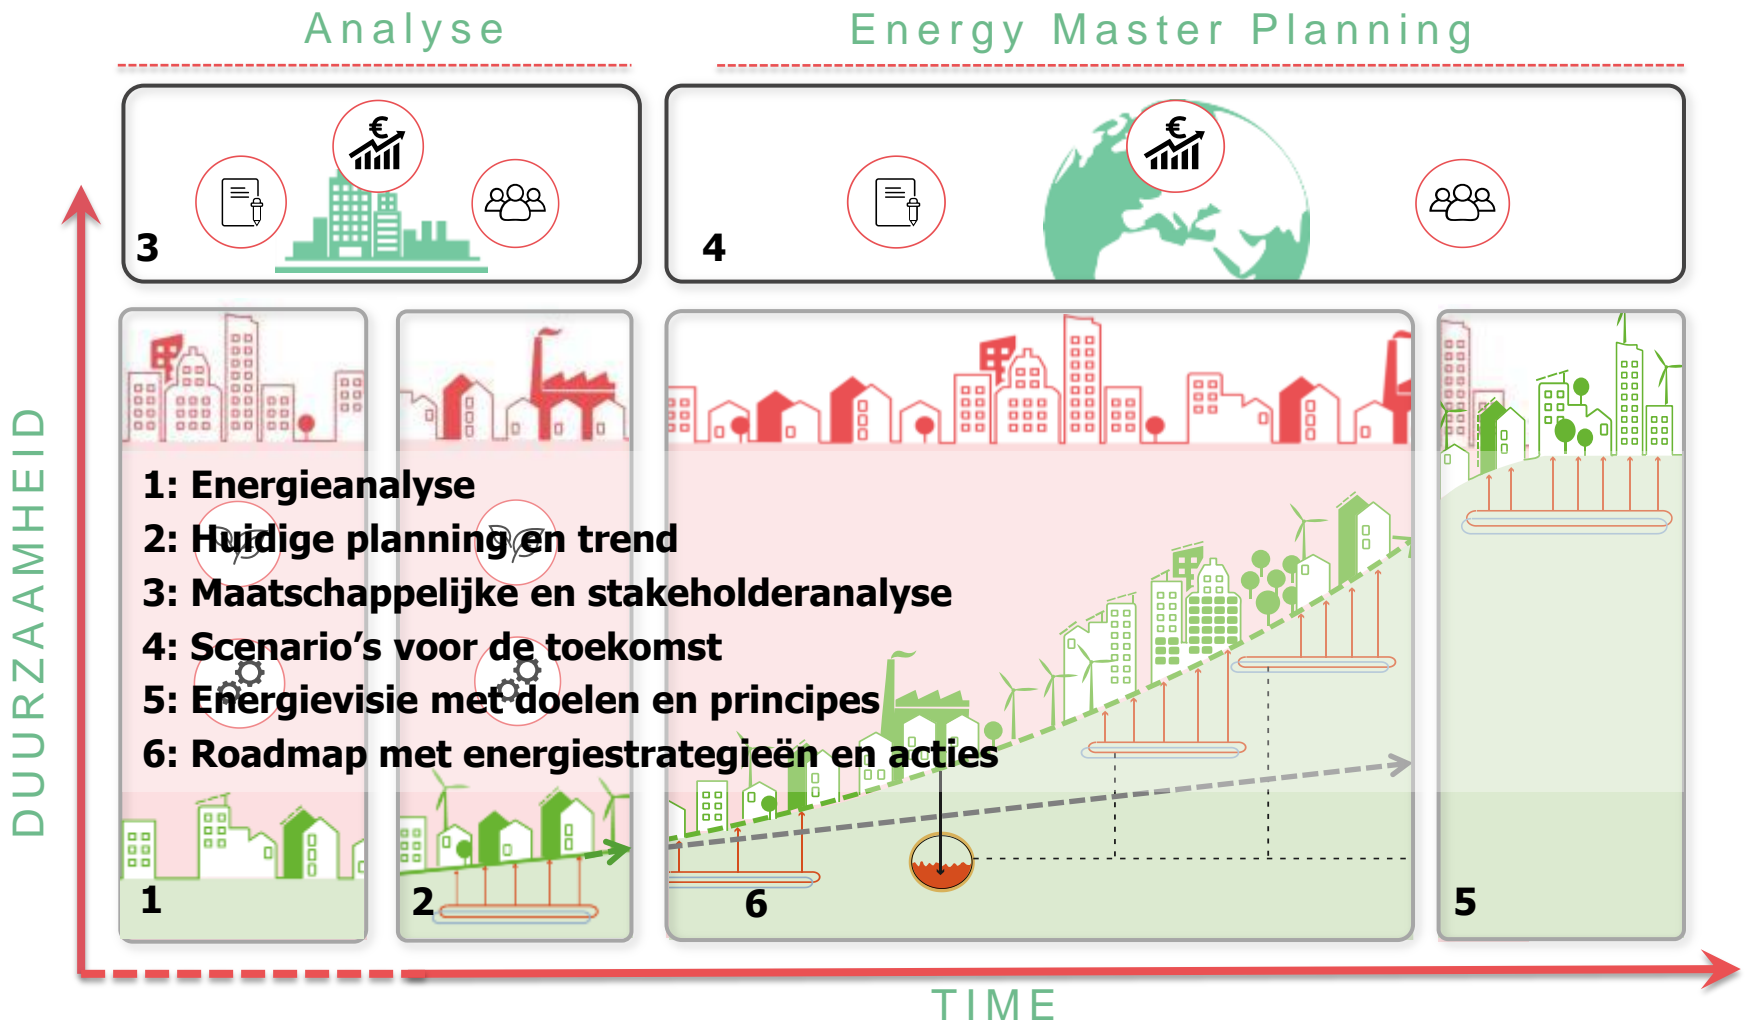 Analyse
Energy Master Planning
€
€
3
4
DUURZAAMHEID
1: Energieanalyse
2: Huidige planning en trend
3: Maatschappelijke en stakeholderanalyse
4: Scenario’s voor de toekomst
5: Energievisie met doelen en principes
6: Roadmap met energiestrategieën en acties
1
2
6
5
TIME